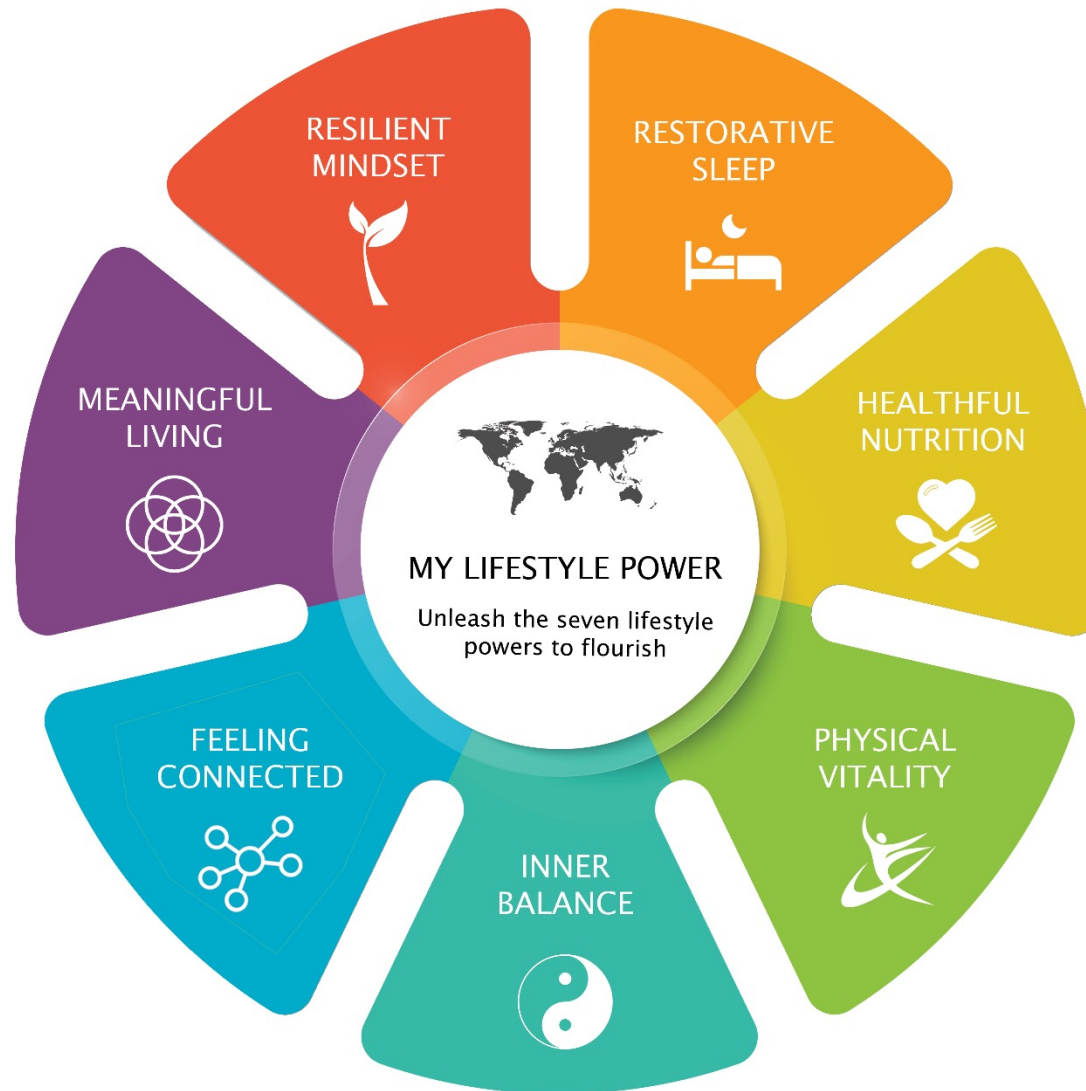 RESILIENT
MINDSET
RESTORATIVE
SLEEP
MEANINGFUL
LIVING
HEALTHFUL
NUTRITION
MY LIFESTYLE POWER
Unleash the seven lifestyle
powers to flourish
FEELING
CONNECTED
PHYSICAL
VITALITY
INNER
BALANCE